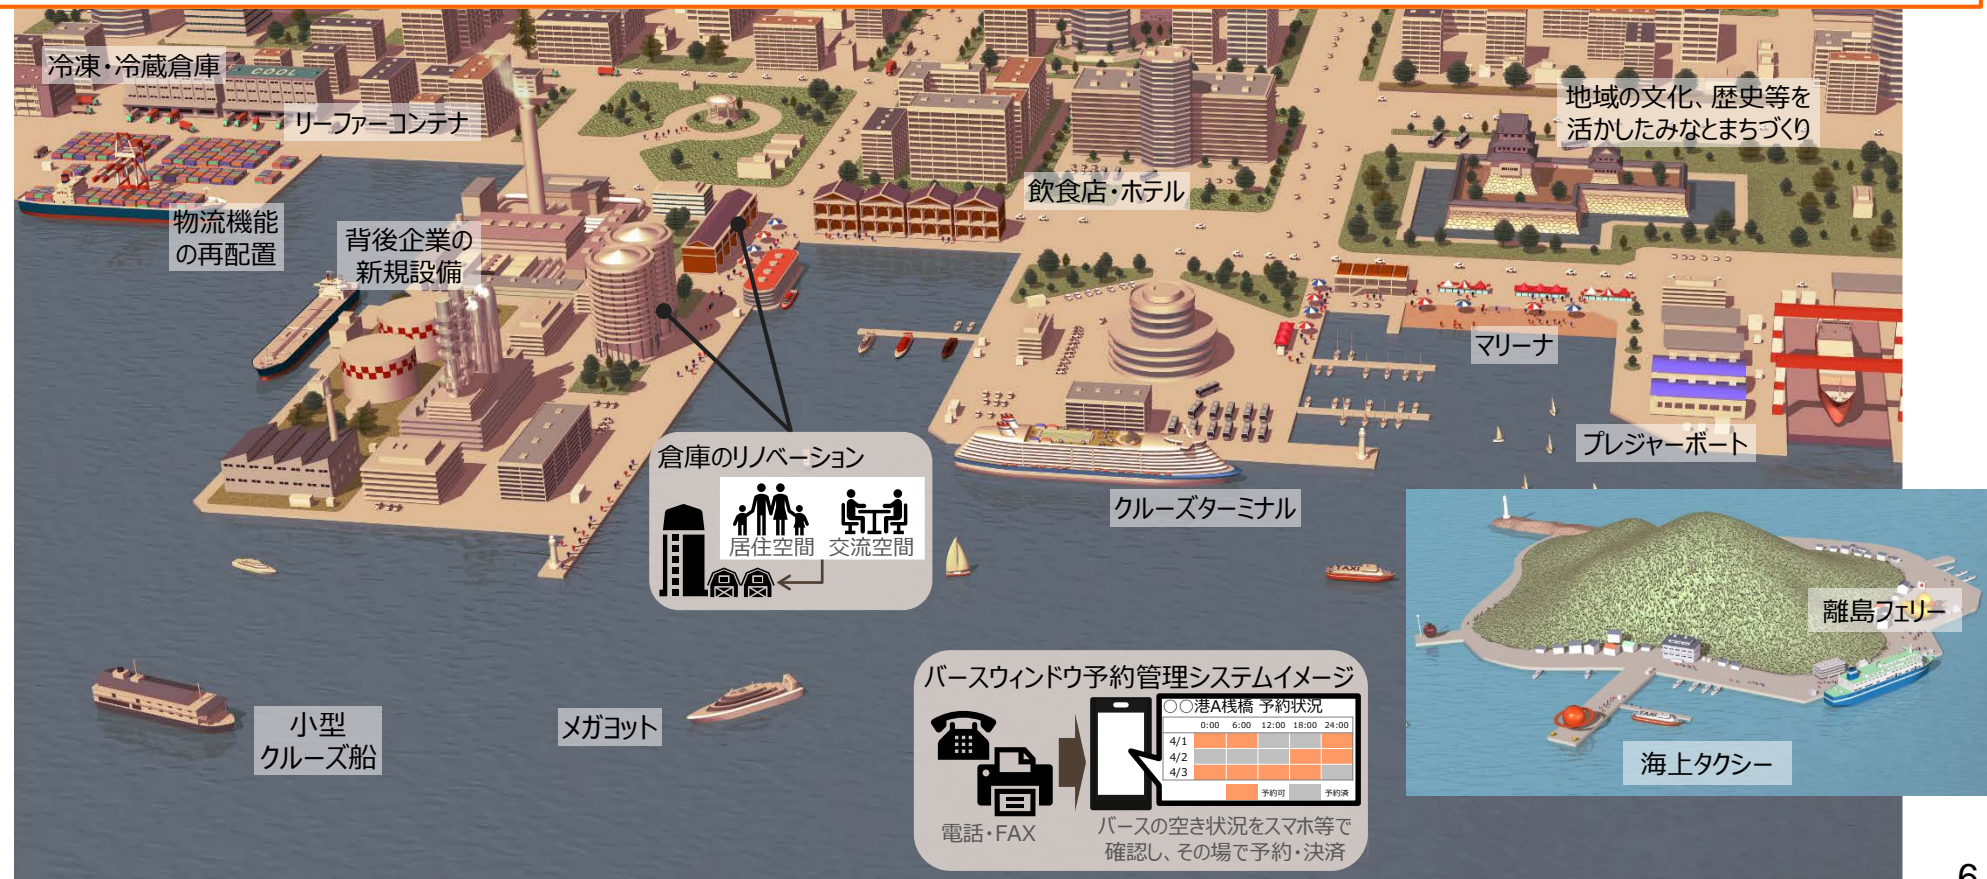 冷凍・冷蔵倉庫
COOL
リーファーコンテナ
地域の文化、歴史等を
活かしたみなとまちづくり
飲食店・ホテル
物流機能
の再配置
背後企業の
新規設備
マリーナ
プレジャーボート
倉庫のリノベーション
居住空間 交流空間
クルーズターミナル
TAXI
離島フェリー
TAXI
海上タクシー
小型
クルーズ船
メガヨット
バースウィンドウ予約管理システムイメージ
○○港A桟橋 予約状況
0:00 6:00 12:00 18:00 24:00
4/1
4/2
4/3
予約可 予約済
電話・FAX
バースの空き状況をスマホ等で
確認し、その場で予約・決済
6